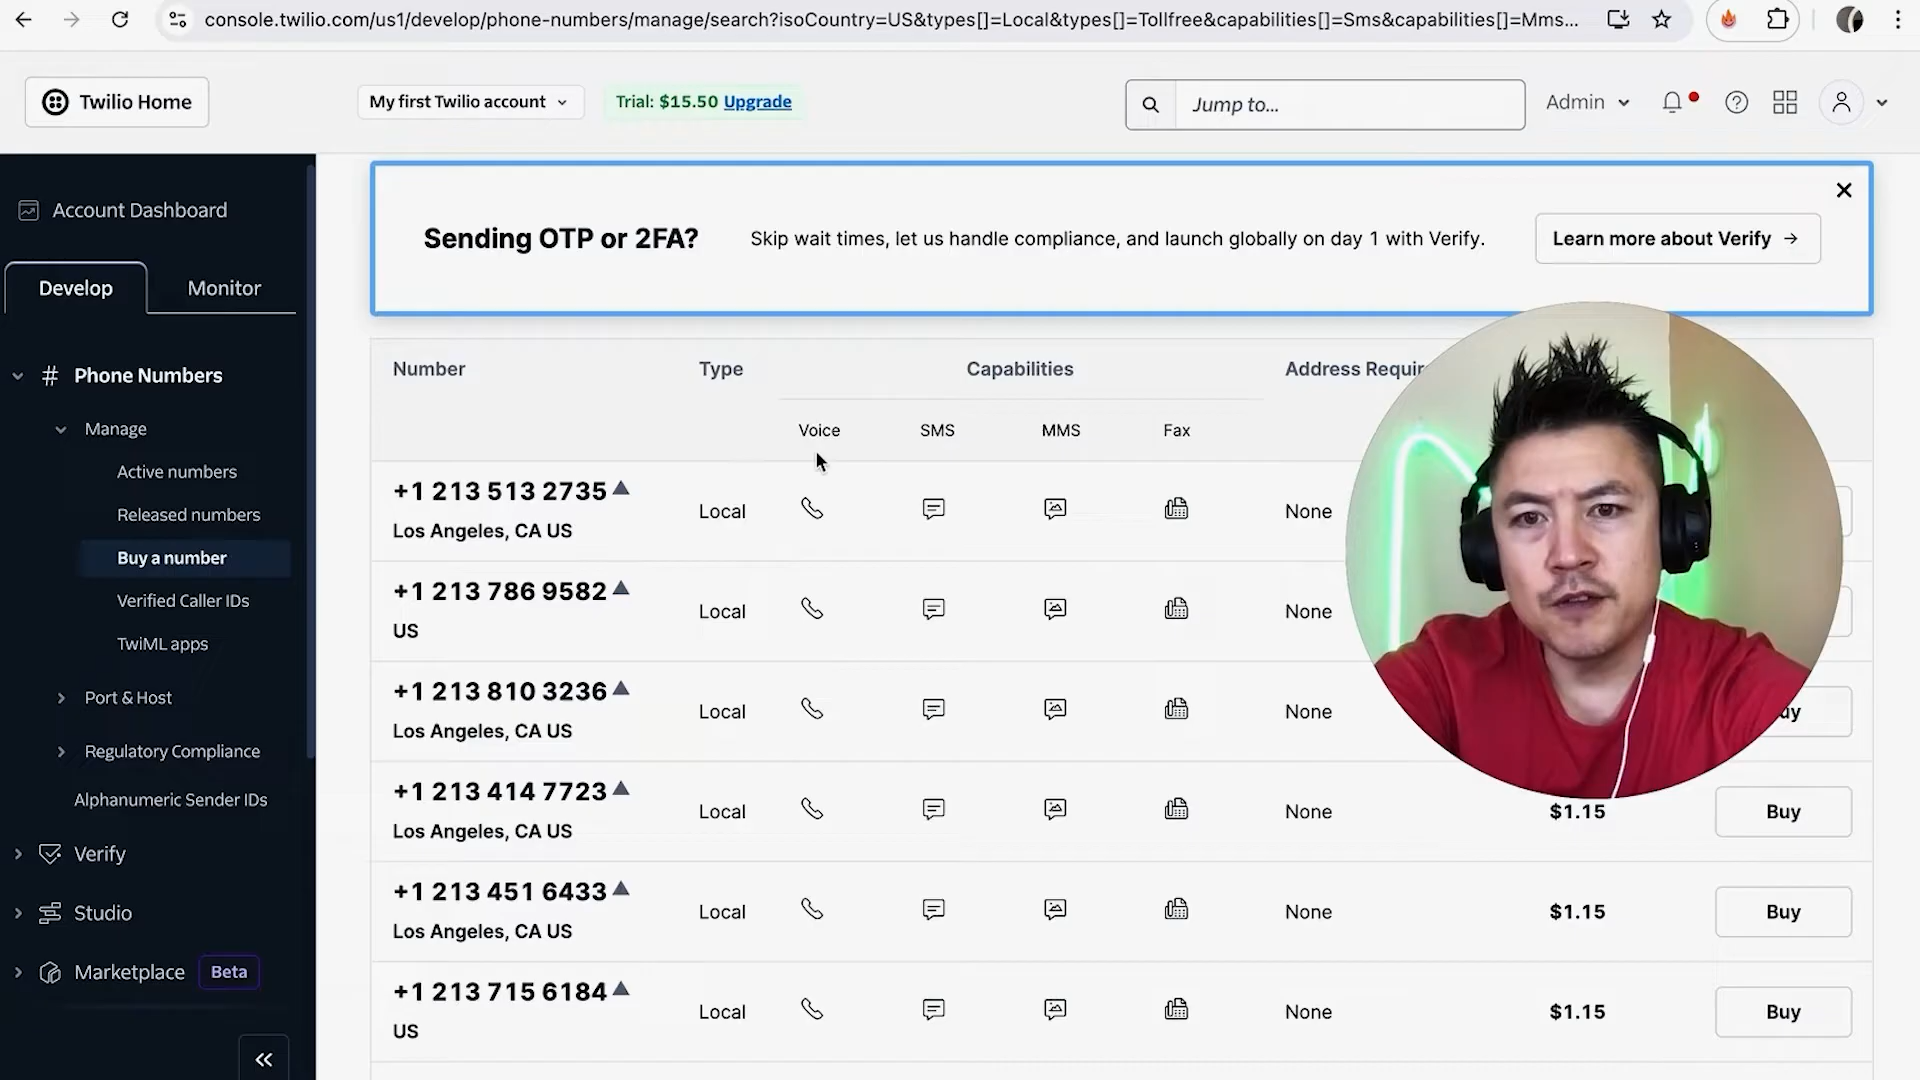 console.twilio.com/us1/develop/phone-numbers/manage/search?isoCountry=US&types[]=Local&types[]=Tollfree&capabilities[]=Sms&capabilities[]=Mms...
Twilio Home
My first Twilio account
Trial: $15.50 Upgrade
Jump to...
Admin
Account Dashboard
Develop
Monitor
# Phone Numbers
Manage
Active numbers
Released numbers
Buy a number
Verified Caller IDs
TwiML apps
Port & Host
Regulatory Compliance
Alphanumeric Sender IDs
Verify
Studio
Marketplace Beta
Sending OTP or 2FA?
Skip wait times, let us handle compliance, and launch globally on day 1 with Verify.
Learn more about Verify →
Number Type Capabilities Address
Voice SMS MMS Fax
+1 213 513 2735
Los Angeles, CA US
Local
None
+1 213 786 9582
US
Local
None
+1 213 810 3236
Los Angeles, CA US
Local
None
+1 213 414 7723
Los Angeles, CA US
Local
None
$1.15
Buy
+1 213 451 6433
Los Angeles, CA US
Local
None
$1.15
Buy
+1 213 715 6184
US
Local
None
$1.15
Buy